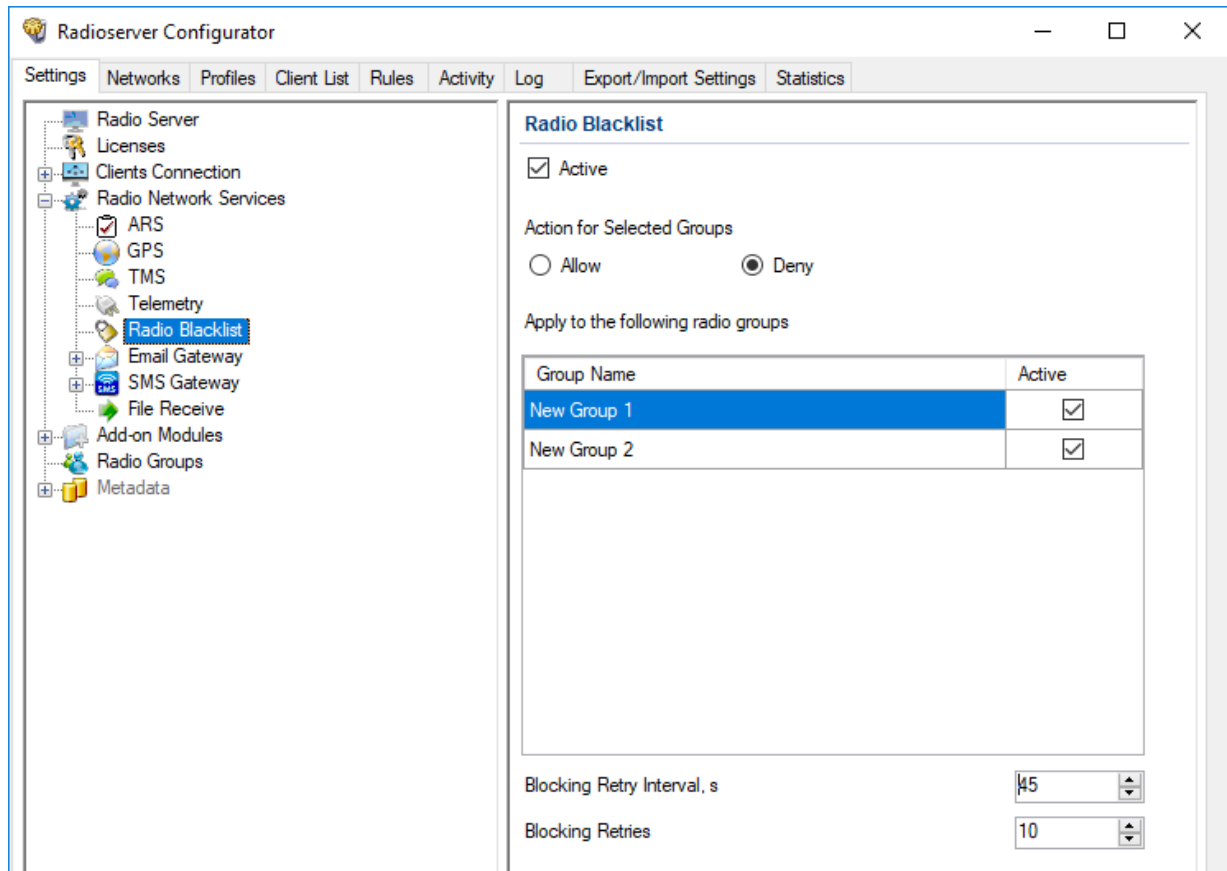 Radioserver Configurator
Settings Networks Profiles Client List Rules Activity Log Export/Import Settings Statistics
Radio Server
Licenses
Clients Connection
Radio Network Services
ARS
GPS
TMS
Telemetry
Radio Blacklist
Email Gateway
SMS
SMS Gateway
File Receive
Add-on Modules
Radio Groups
Metadata
Radio Blacklist
Active
Action for Selected Groups
Allow Deny
Apply to the following radio groups
Group Name Active
New Group 1
New Group 2
Blocking Retry Interval, s 45
Blocking Retries 10